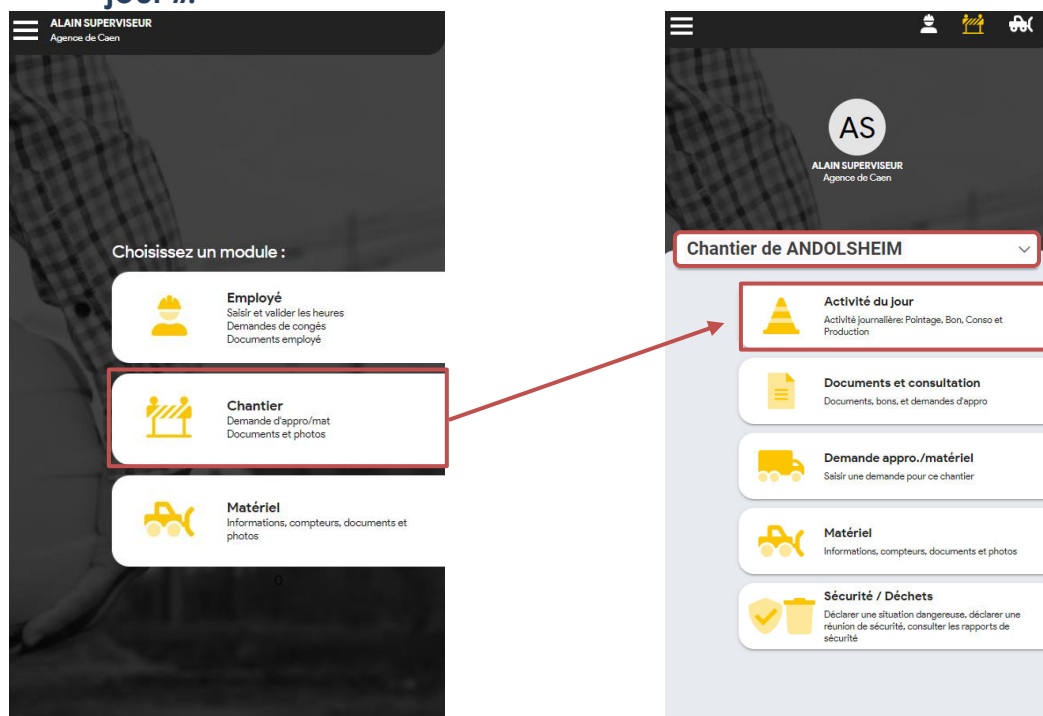 jour ».
ALAIN SUPERVISEUR
Agence de Caen
Choisissez un module :
Employé
Saisir et valider les heures
Demandes de congés
Documents employé
Chantier
Demande d'appro/mat
Documents et photos
Matériel
Informations, compteurs, documents et
photos
0
AS
ALAIN SUPERVISEUR
Agence de Caen
Chantier de ANDOLSHEIM
Activité du jour
Activité journalière: Pointage, Bon, Conso et
Production
Documents et consultation
Documents, bons, et demandes d'appro
Demande appro./matériel
Saisir une demande pour ce chantier
Matériel
Informations, compteurs, documents et photos
Sécurité / Déchets
Déclarer une situation dangereuse, déclarer une
réunion de sécurité, consulter les rapports de
sécurité